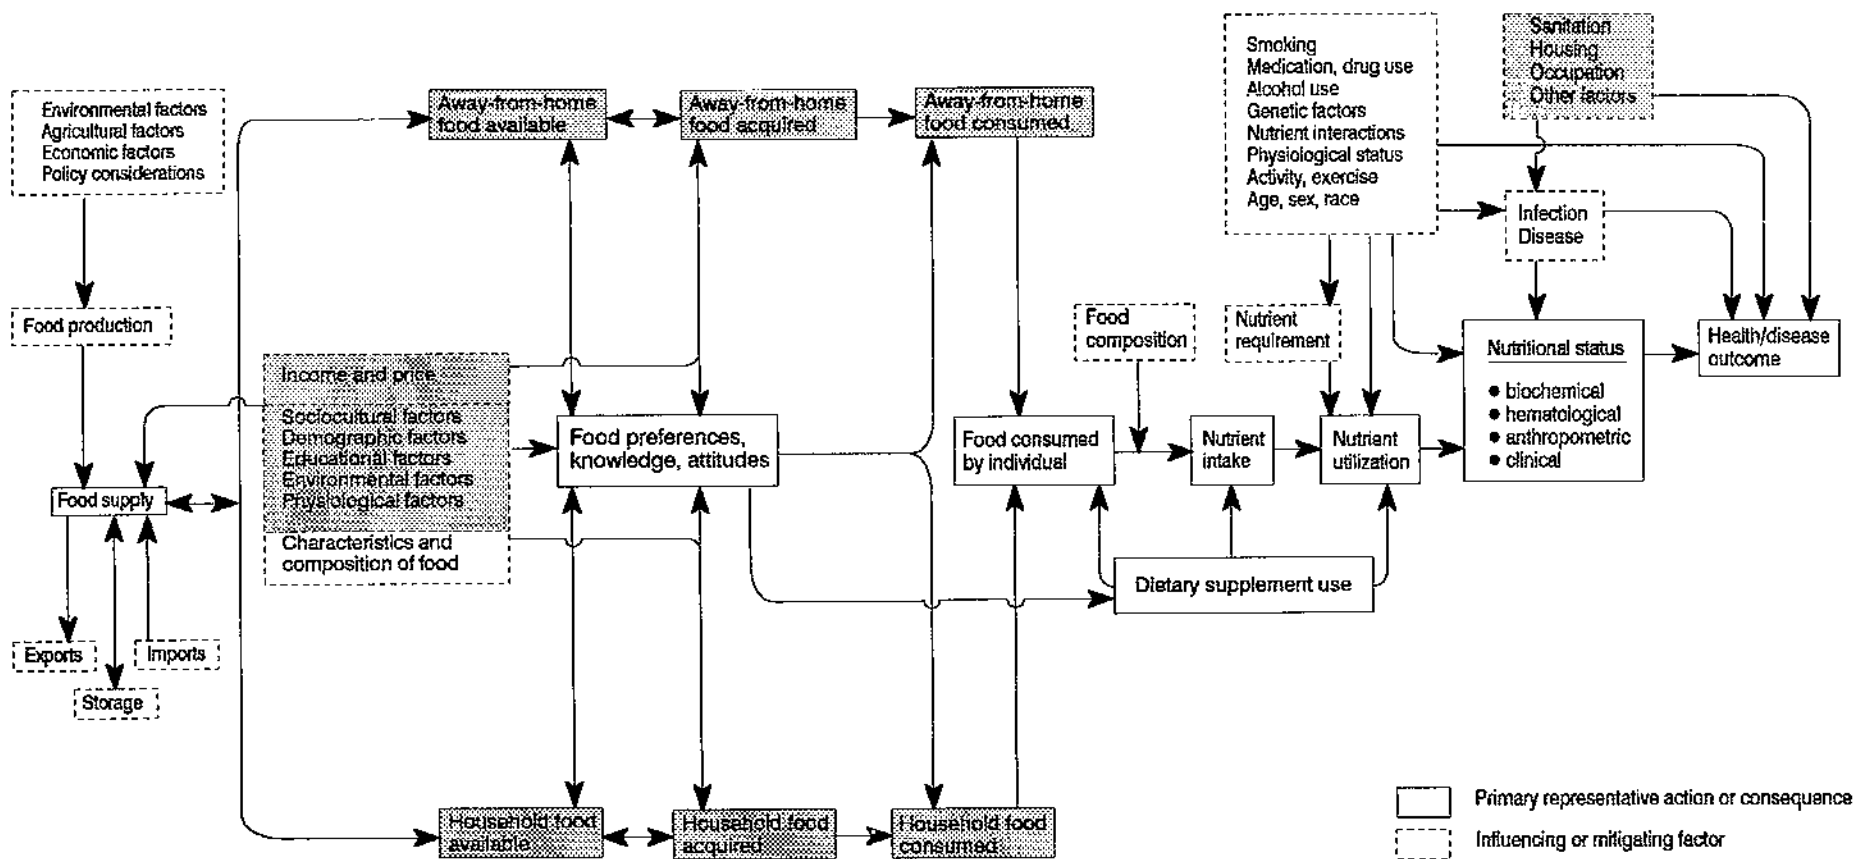 Environmental factors
Agricultural factors
Economic factors
Policy considerations
Food production
Food supply
Exports
Imports
Storage
Away-from-home
food available
Away-from-home
food acquired
Away-from-home
food consumed
Income and price
Sociocultural factors
Demographic factors
Educational factors
Environmental factors
Physiological factors
Characteristics and
composition of food
Food preferences,
knowledge, attitudes
Household food
available
Household food
acquired
Household food
consumed
Food consumed
by individual
Food
composition
Nutrient
intake
Dietary supplement use
Smoking
Medication, drug use
Alcohol use
Genetic factors
Nutrient interactions
Physiological status
Activity, exercise
Age, sex, race
Nutrient
requirement
Nutrient
utilization
Sanitation
Housing
Occupation
Other factors
Infection
Disease
Nutritional status
● biochemical
● hematological
● anthropometric
● clinical
Health/disease
outcome
Primary representative action or consequence
Influencing or mitigating factor